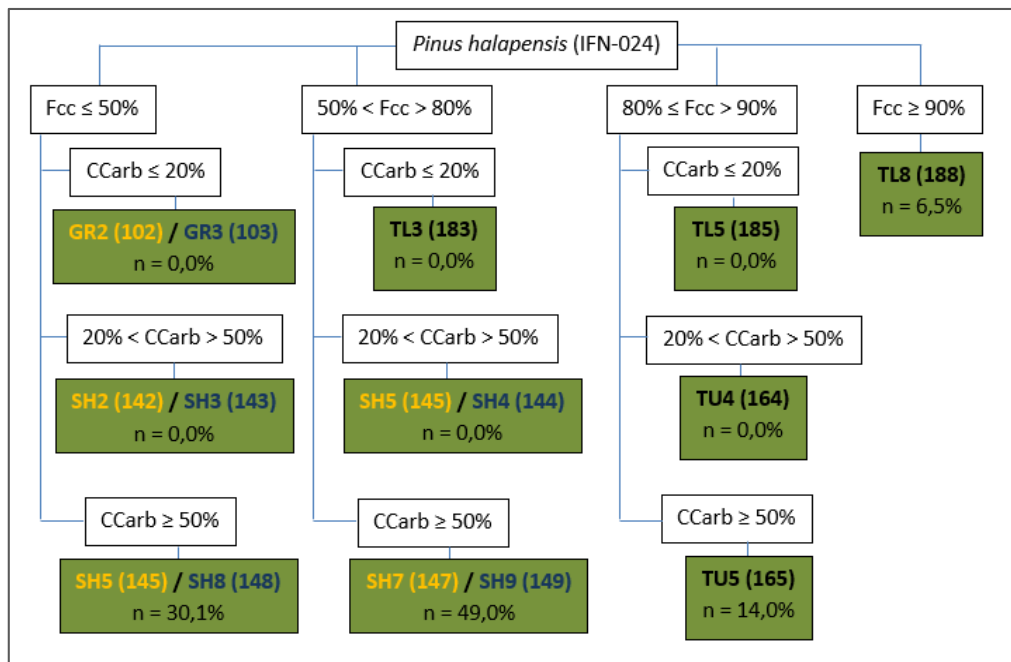 Pinus halapensis (IFN-024)
Fcc ≤ 50%
50% < Fcc > 80%
80% ≤ Fcc > 90%
Fcc ≥ 90%
CCarb ≤ 20%
CCarb ≤ 20%
CCarb ≤ 20%
TL8 (188)
n = 6,5%
GR2 (102) / GR3 (103)
n = 0,0%
TL3 (183)
n = 0,0%
TL5 (185)
n = 0,0%
20% < CCarb > 50%
20% < CCarb > 50%
20% < CCarb > 50%
SH2 (142) / SH3 (143)
n = 0,0%
SH5 (145) / SH4 (144)
n = 0,0%
TU4 (164)
n = 0,0%
CCarb ≥ 50%
CCarb ≥ 50%
CCarb ≥ 50%
SH5 (145) / SH8 (148)
n = 30,1%
SH7 (147) / SH9 (149)
n = 49,0%
TU5 (165)
n = 14,0%